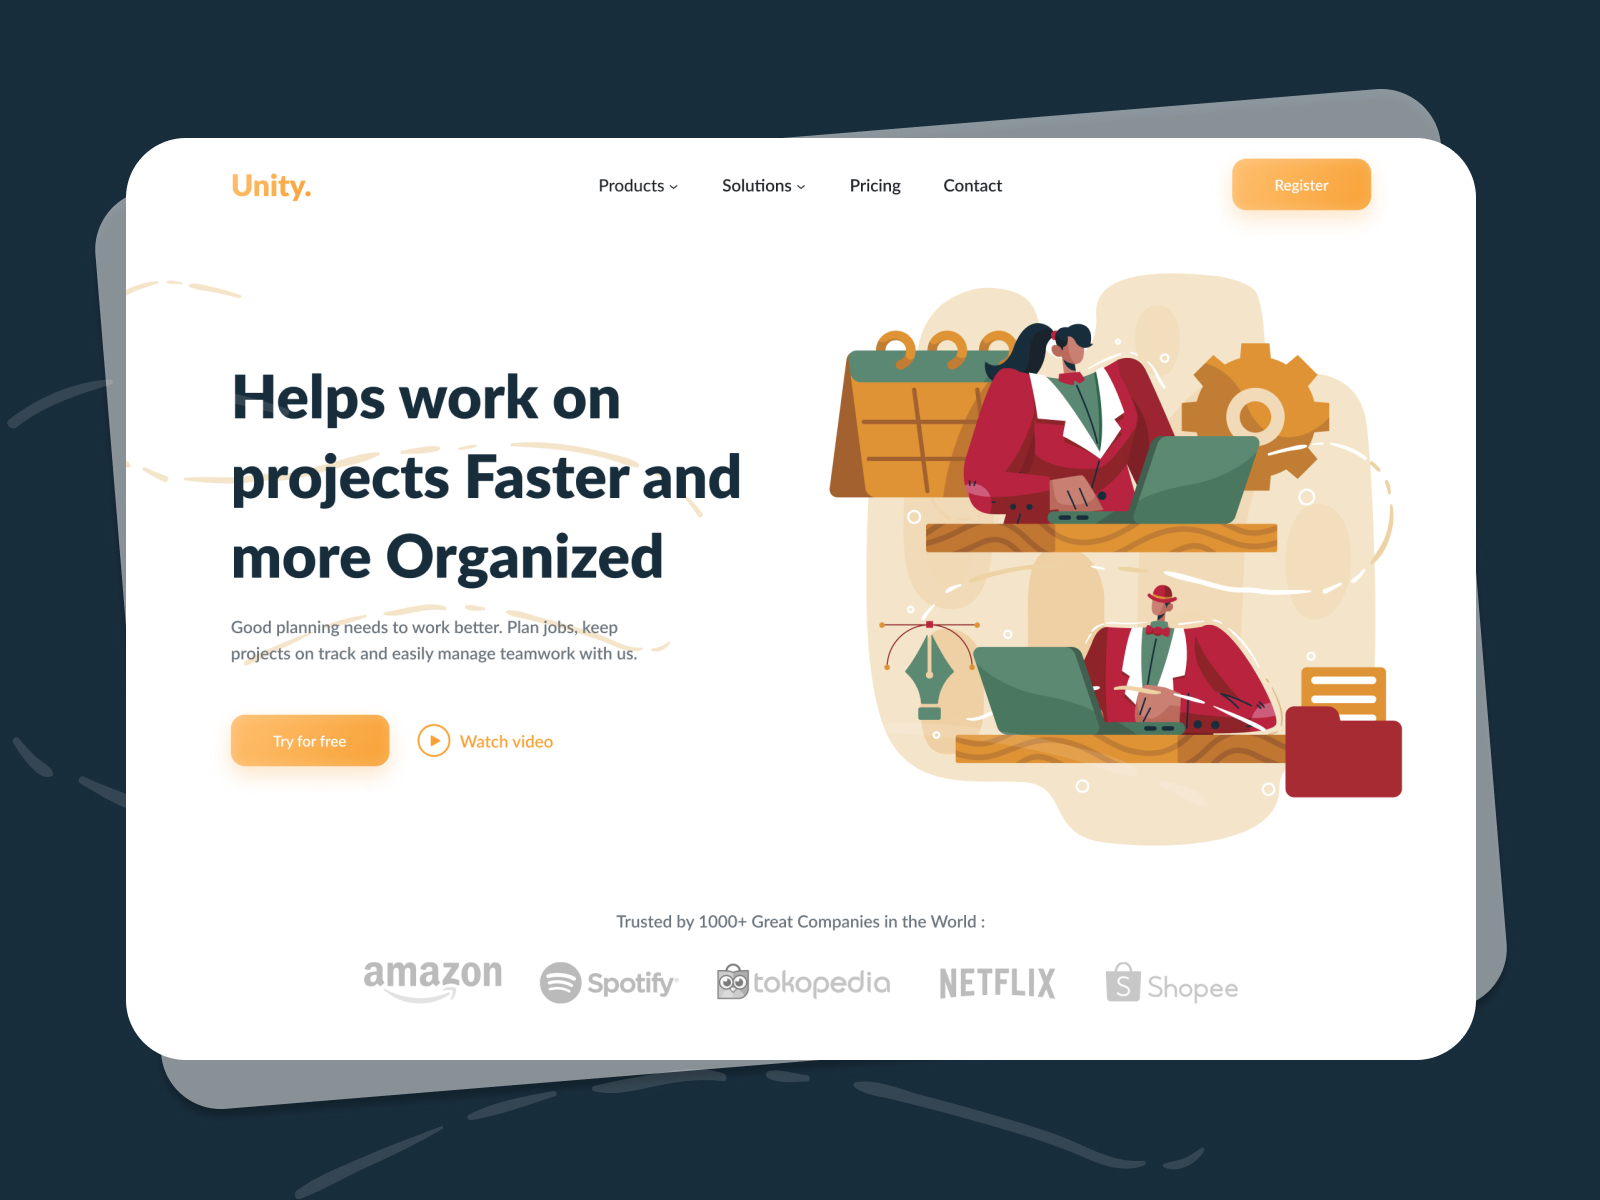 Unity.
Products
Solutions
Pricing
Contact
Register
Helps work on
projects Faster and
more Organized
Good planning needs to work better. Plan jobs, keep
projects on track and easily manage teamwork with us.
Try for free
Watch video
Trusted by 1000+ Great Companies in the World :
amazon
Spotify
tokopedia
NETFLIX
S Shopee